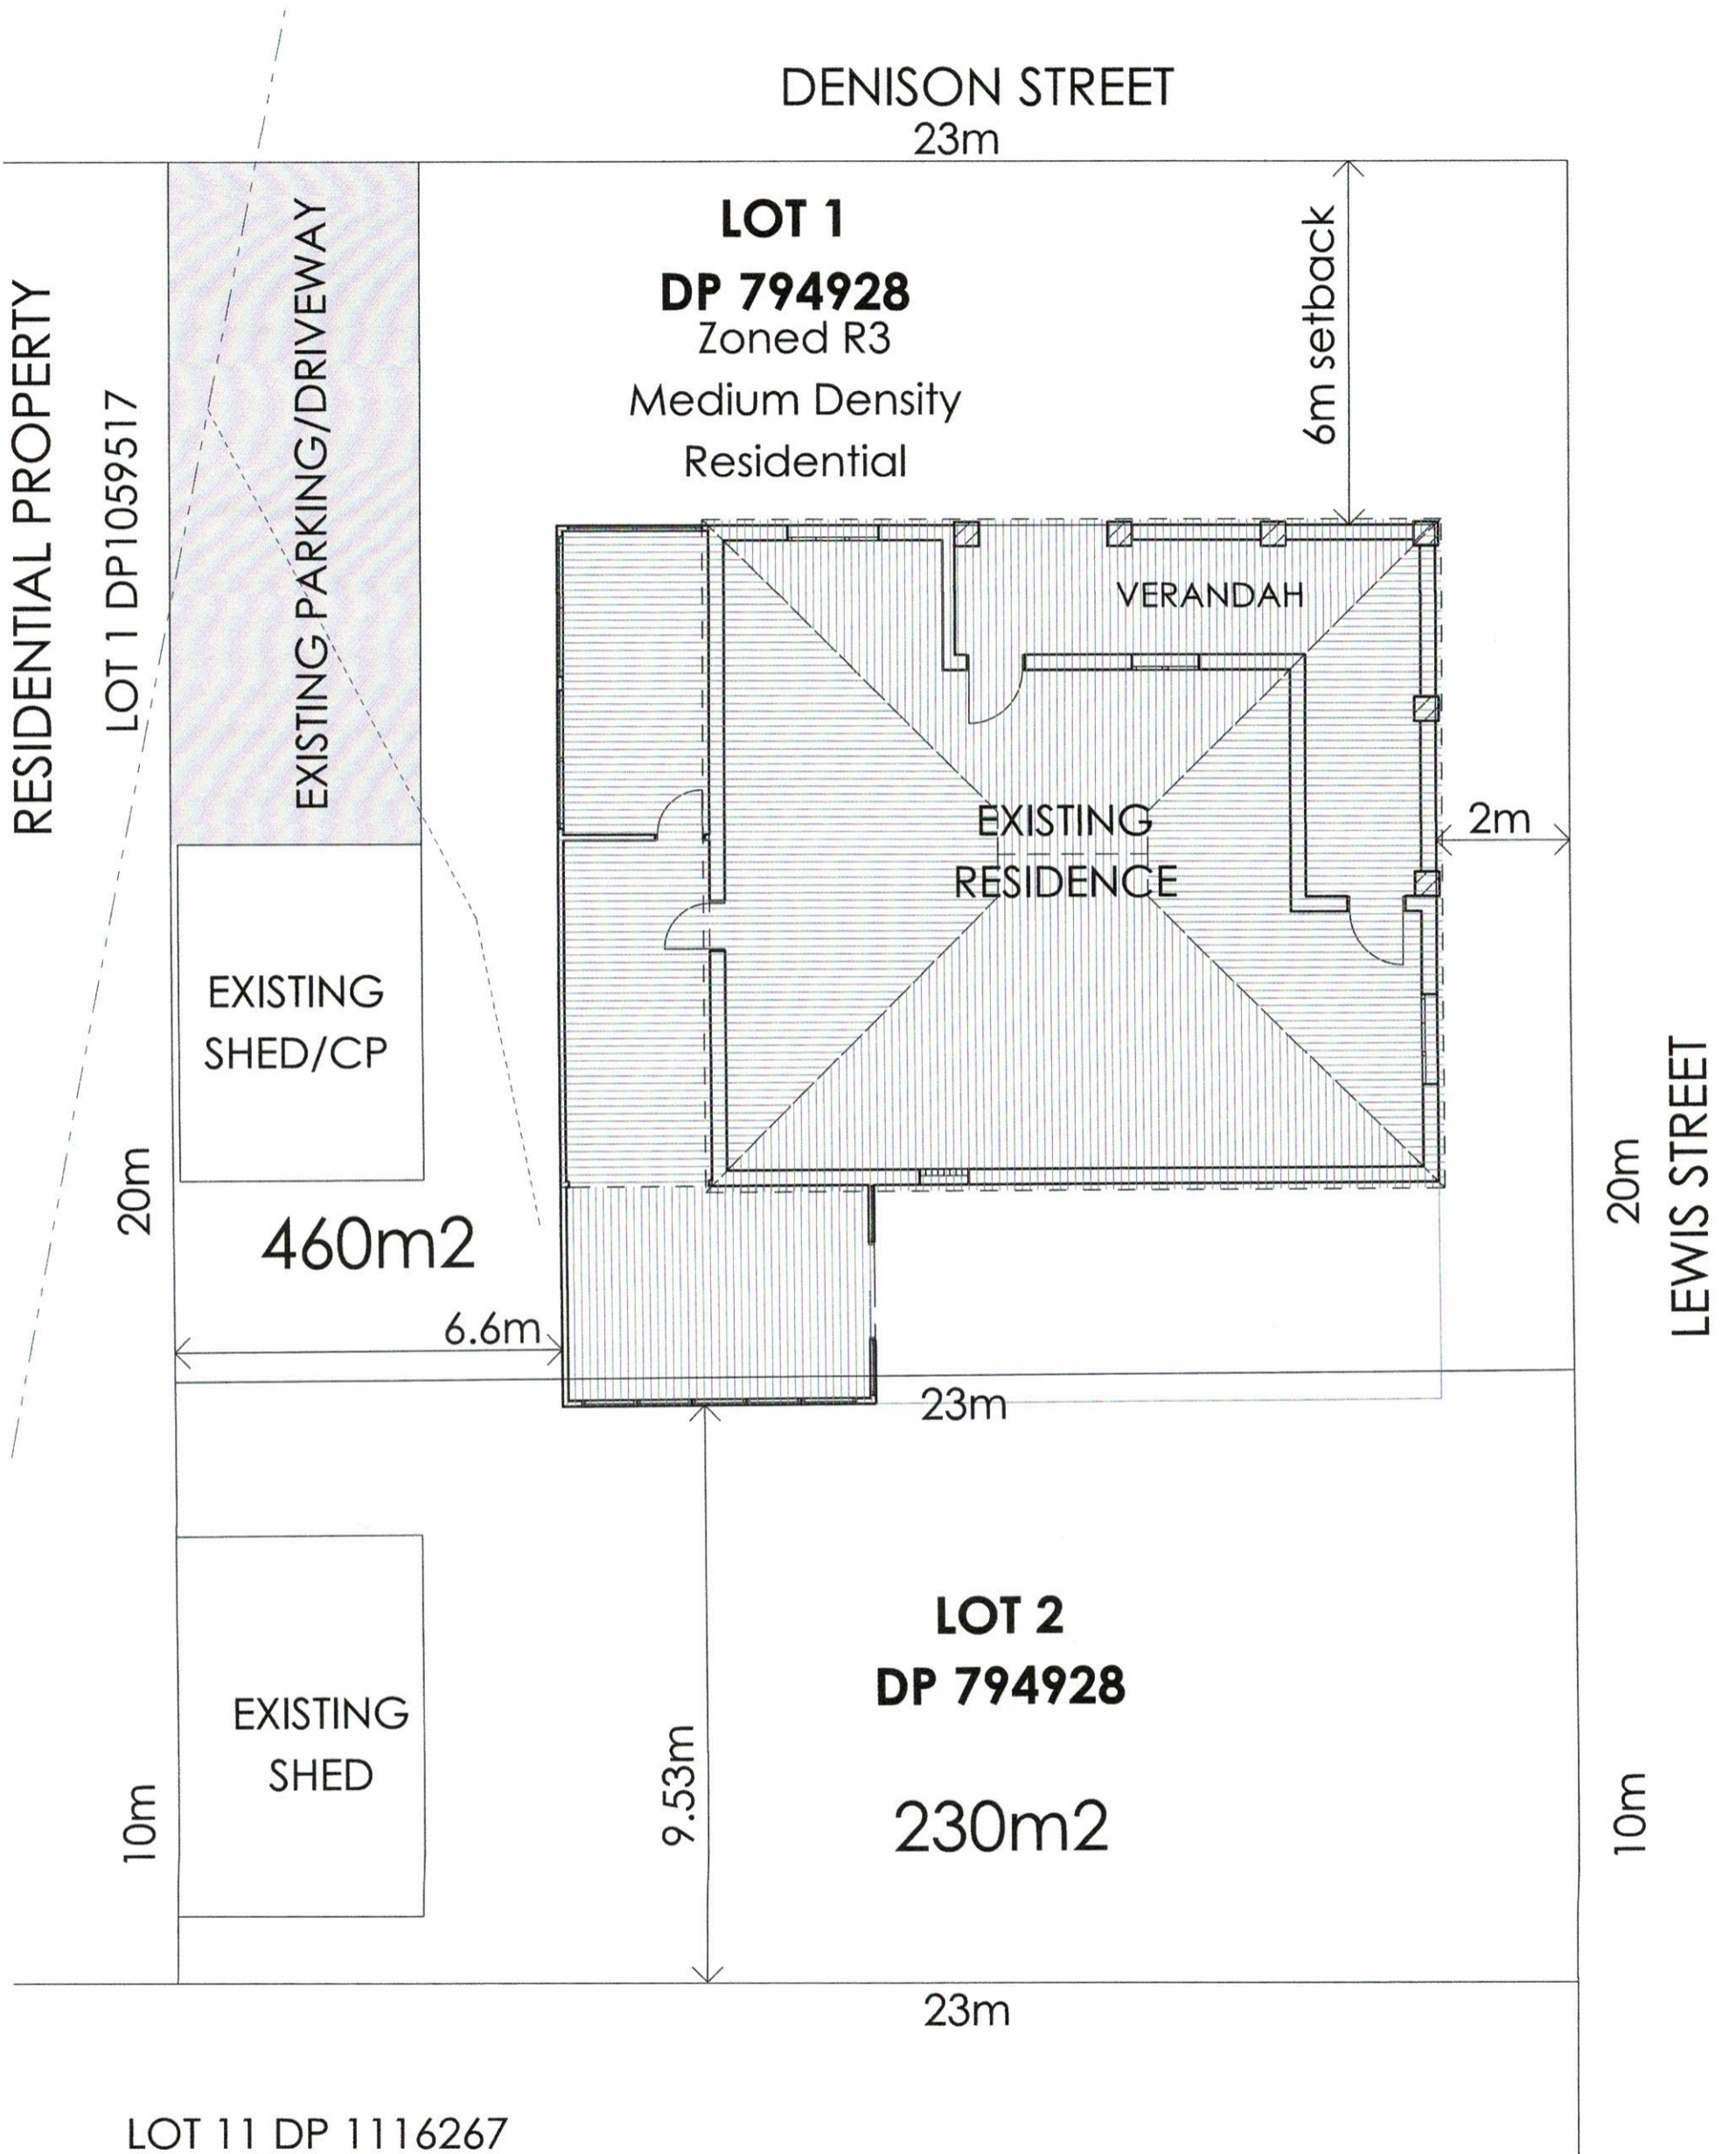 DENISON STREET
23m
LOT 1
DP 794928
Zoned R3
Medium Density
Residential
6m setback
RESIDENTIAL PROPERTY
LOT 1 DP1059517
EXISTING PARKING/DRIVEWAY
VERANDAH
EXISTING
RESIDENCE
2m
EXISTING
SHED/CP
20m
460m2
6.6m
20m
LEWIS STREET
23m
LOT 2
DP 794928
EXISTING
SHED
9.53m
230m2
10m
10m
23m
LOT 11 DP 1116267